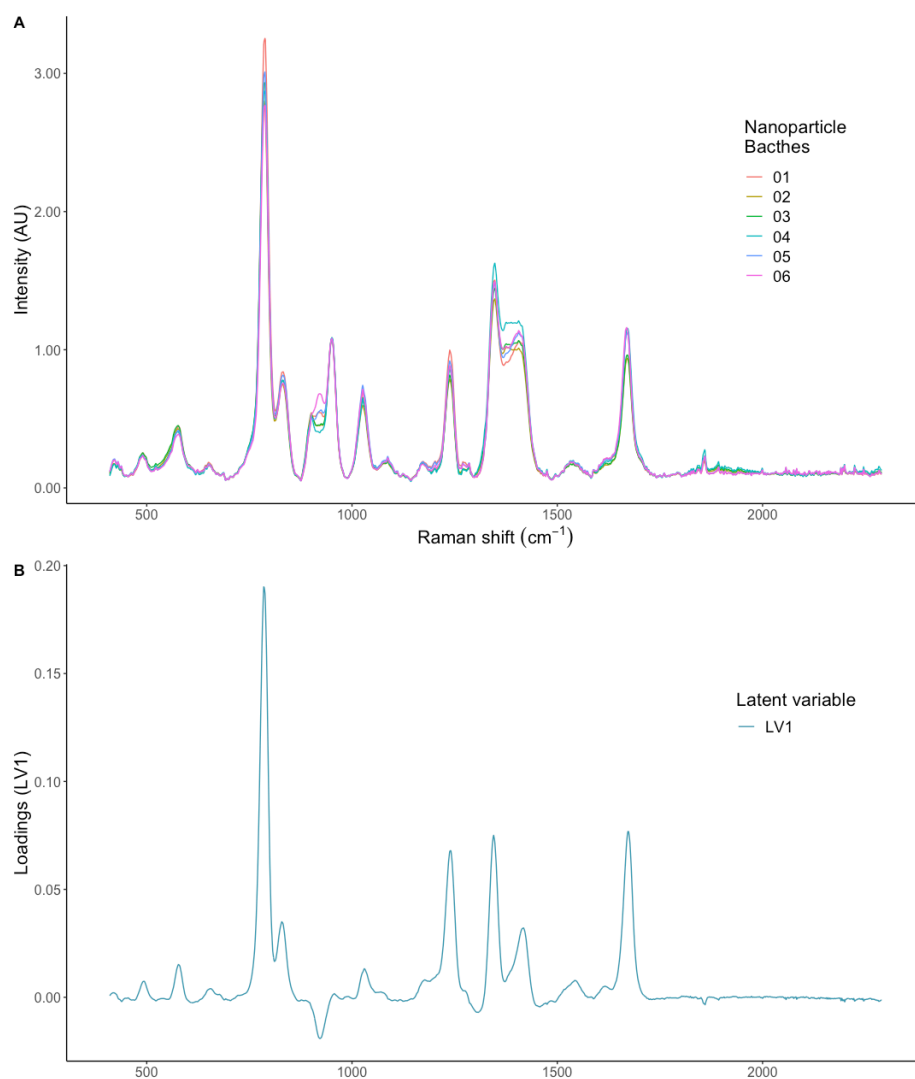 A
3.00
2.00
1.00
0.00
Intensity (AU)
Nanoparticle
Bacthes
01
02
03
04
05
06
500
1000
1500
2000
Raman shift (cm⁻¹)
B
0.20
0.15
0.10
0.05
0.00
Loadings (LV1)
Latent variable
LV1
500
1000
1500
2000